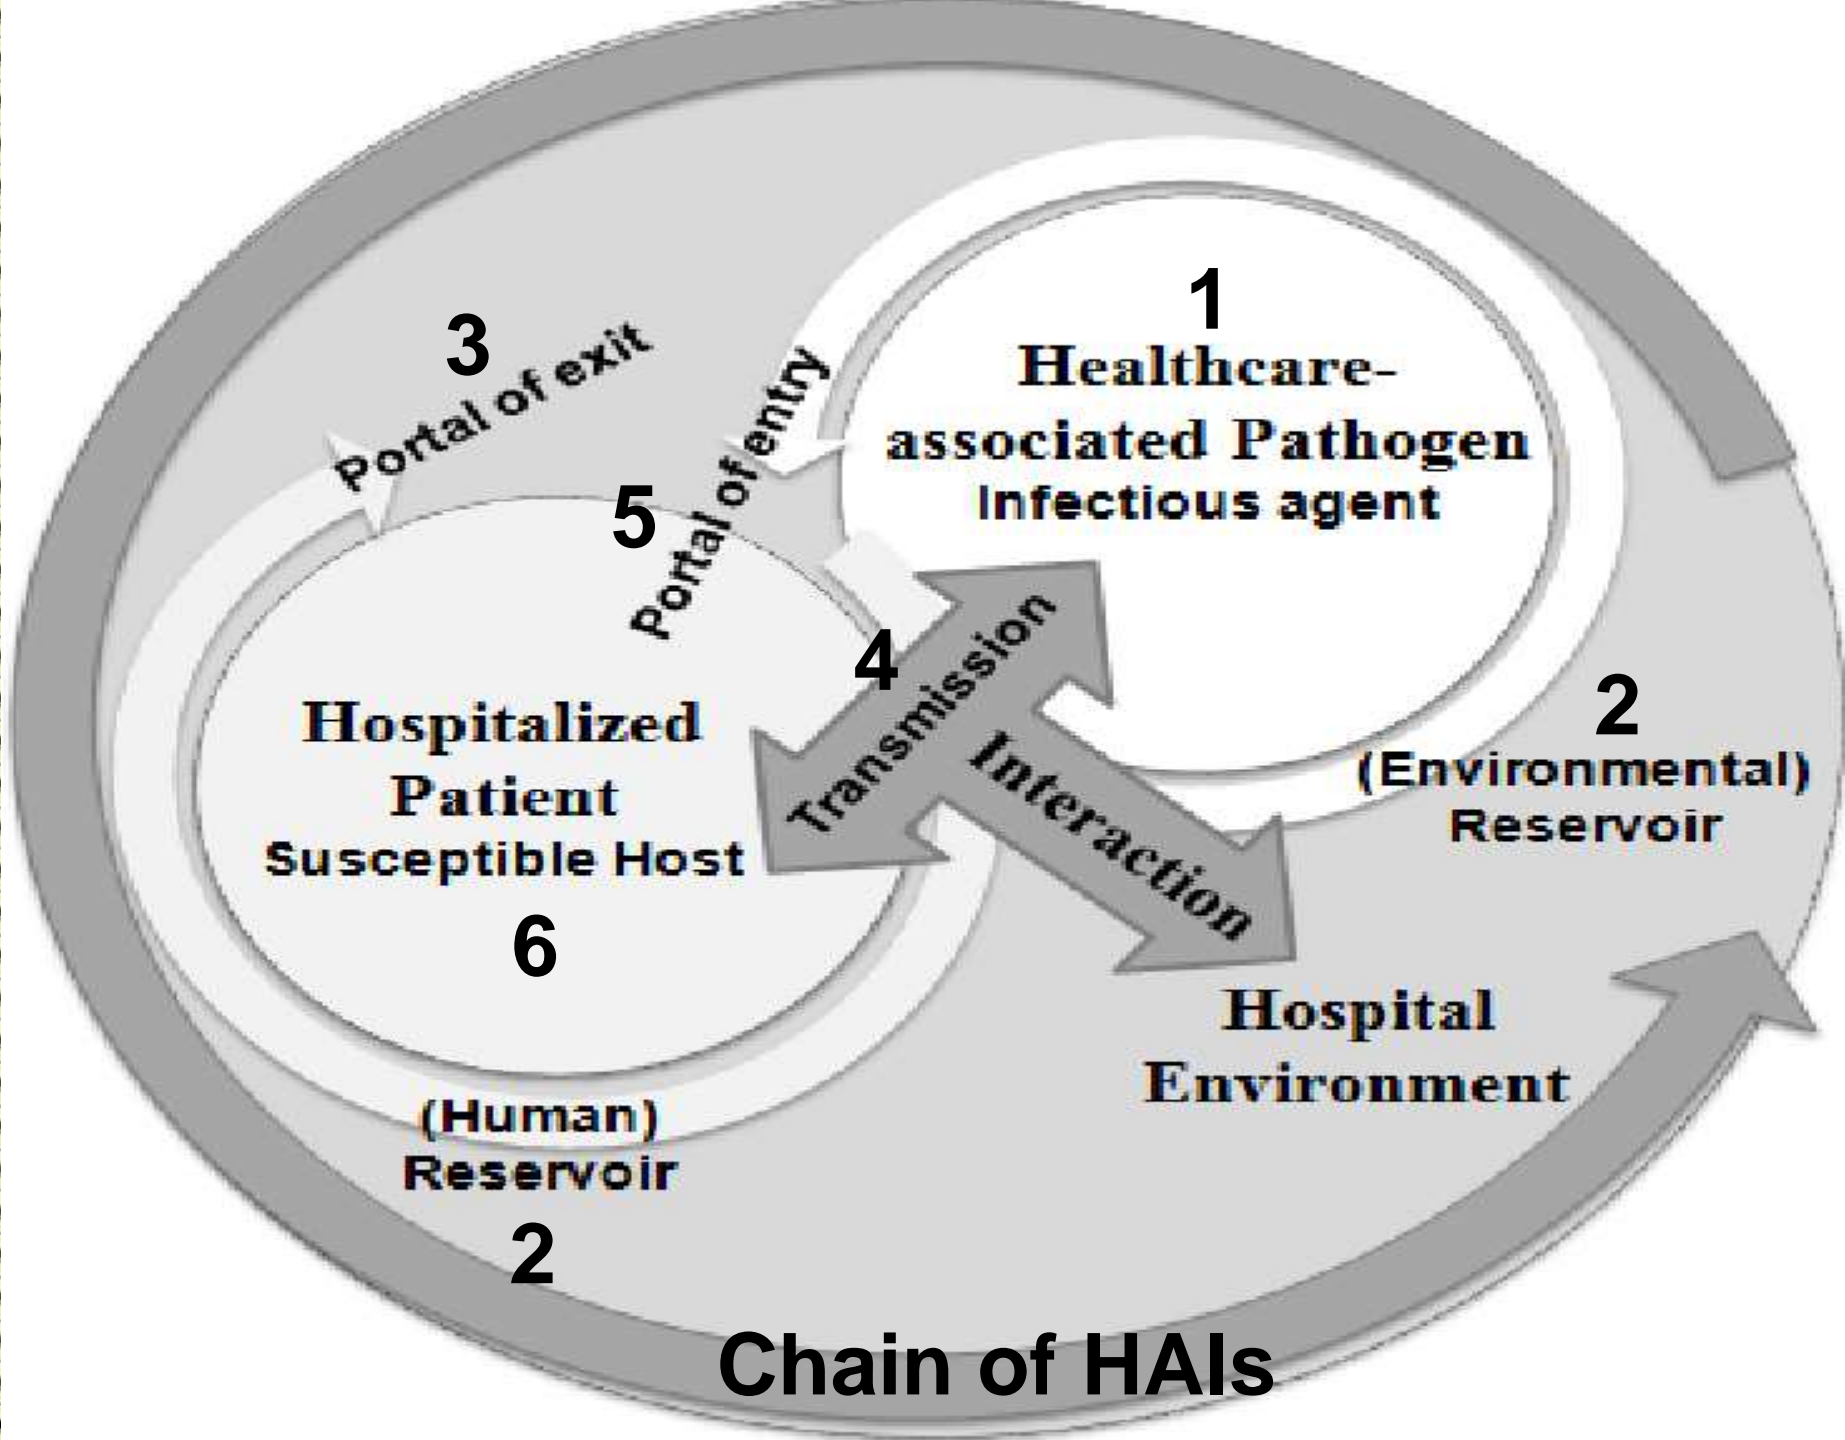 1
Healthcare-
associated Pathogen
Infectious agent
3
Portal of exit
5
Portal of entry
4
Transmission
Interaction
2
(Environmental)
Reservoir
Hospitalized
Patient
Susceptible Host
6
Hospital
Environment
(Human)
Reservoir
2
Chain of HAIs